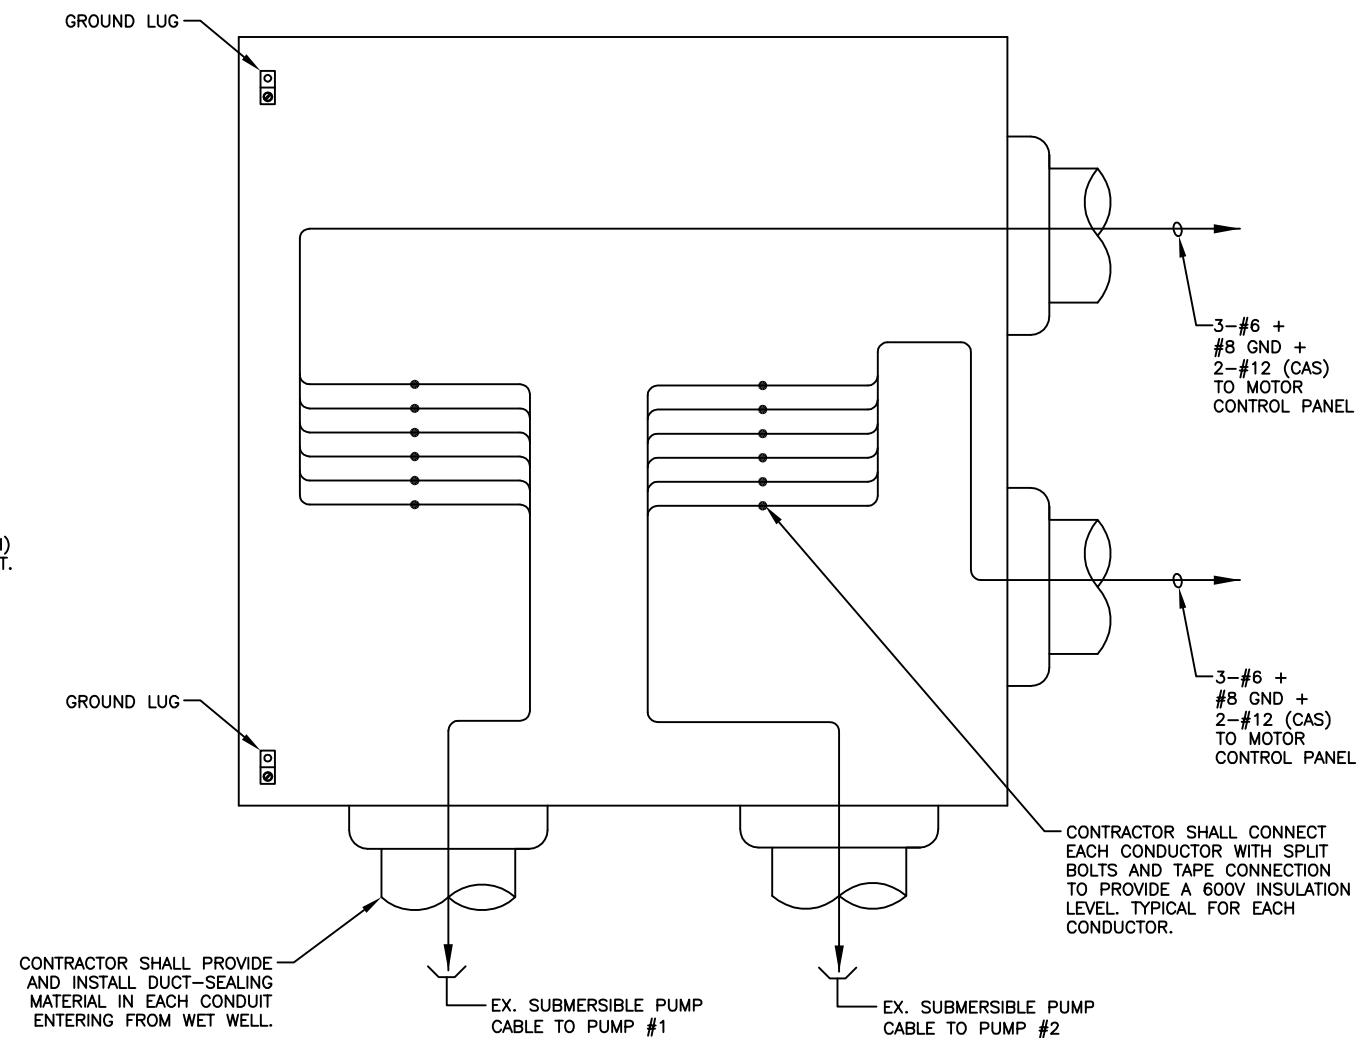 GROUND LUG
3-#6 +
#8 GND +
2-#12 (CAS)
TO MOTOR
CONTROL PANEL
T.
GROUND LUG
3-#6 +
#8 GND +
2-#12 (CAS)
TO MOTOR
CONTROL PANEL
CONTRACTOR SHALL CONNECT
EACH CONDUCTOR WITH SPLIT
BOLTS AND TAPE CONNECTION
TO PROVIDE A 600V INSULATION
LEVEL. TYPICAL FOR EACH
CONDUCTOR.
CONTRACTOR SHALL PROVIDE
AND INSTALL DUCT-SEALING
MATERIAL IN EACH CONDUIT
ENTERING FROM WET WELL.
EX. SUBMERSIBLE PUMP
CABLE TO PUMP #1
EX. SUBMERSIBLE PUMP
CABLE TO PUMP #2